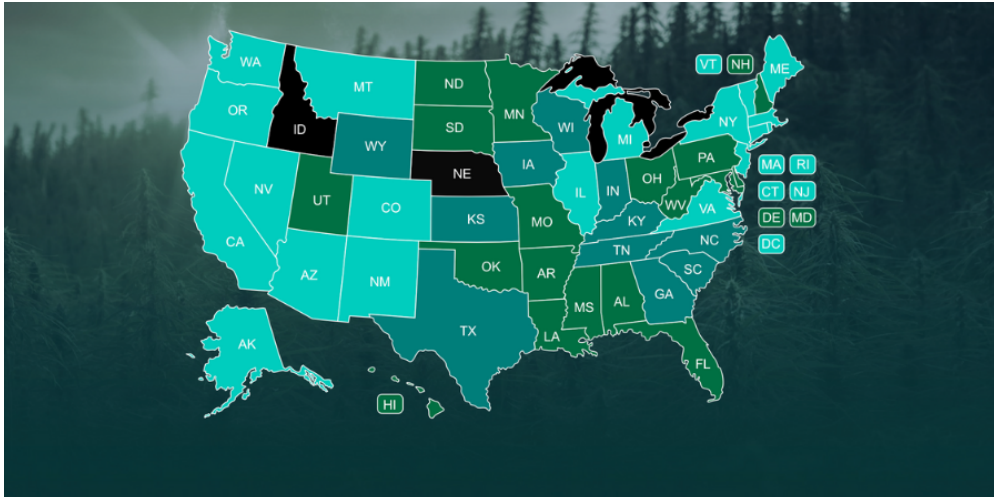 WA
MT
ND
MN
VT NH
ME
OR
ID
SD
WI
NY
MI
WY
IA
PA
NE
OH
MA RI
NV
UT
CO
IL
IN
WV
VA
CT NJ
KS
MO
KY
DE MD
CA
TN
NC
DC
AZ
NM
OK
AR
SC
MS
AL
GA
TX
LA
AK
FL
HI